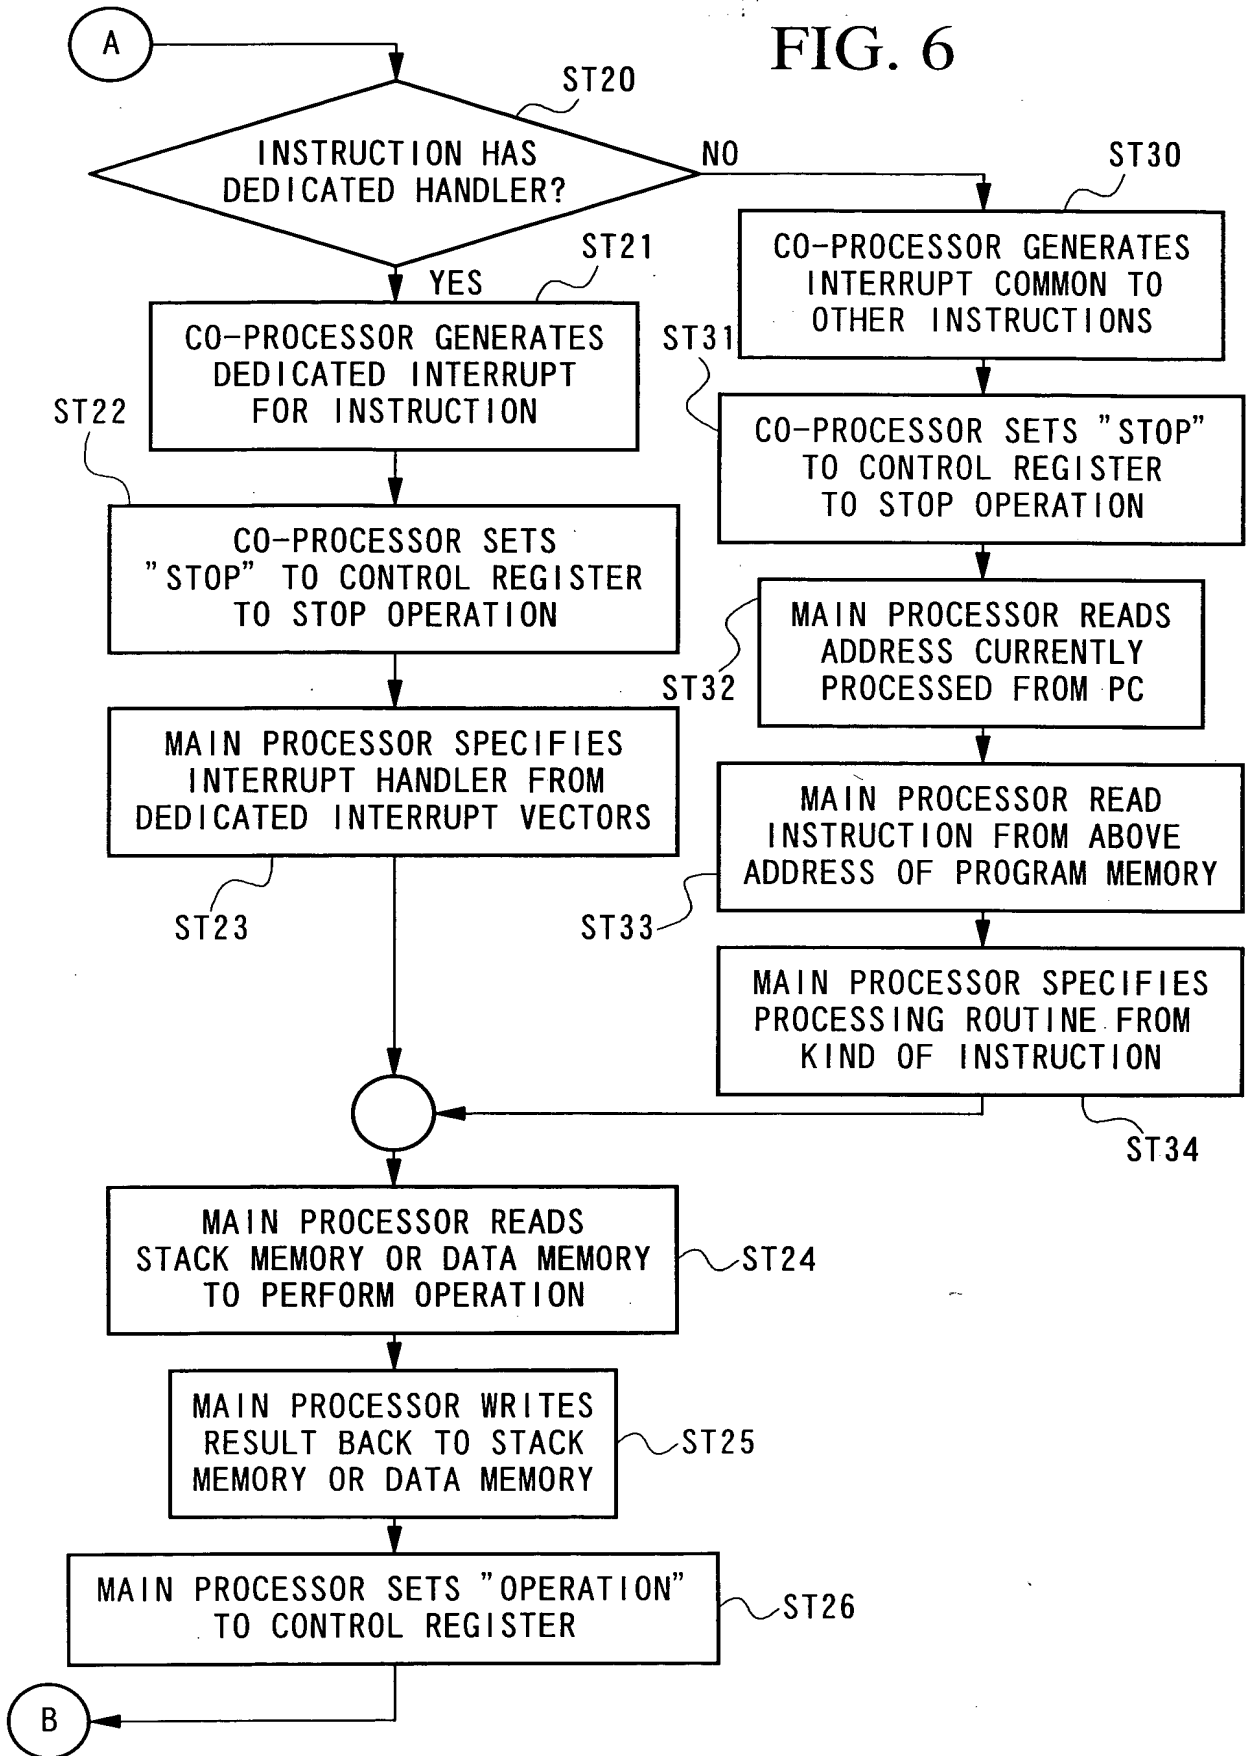 FIG. 6
A
ST20
INSTRUCTION HAS
DEDICATED HANDLER?
NO
YES
ST21
CO-PROCESSOR GENERATES
DEDICATED INTERRUPT
FOR INSTRUCTION
ST22
CO-PROCESSOR SETS
"STOP" TO CONTROL REGISTER
TO STOP OPERATION
MAIN PROCESSOR SPECIFIES
INTERRUPT HANDLER FROM
DEDICATED INTERRUPT VECTORS
ST23
ST30
CO-PROCESSOR GENERATES
INTERRUPT COMMON TO
OTHER INSTRUCTIONS
ST31
CO-PROCESSOR SETS "STOP"
TO CONTROL REGISTER
TO STOP OPERATION
MAIN PROCESSOR READS
ADDRESS CURRENTLY
PROCESSED FROM PC
ST32
MAIN PROCESSOR READ
INSTRUCTION FROM ABOVE
ADDRESS OF PROGRAM MEMORY
ST33
MAIN PROCESSOR SPECIFIES
PROCESSING ROUTINE FROM
KIND OF INSTRUCTION
ST34
MAIN PROCESSOR READS
STACK MEMORY OR DATA MEMORY
TO PERFORM OPERATION
ST24
MAIN PROCESSOR WRITES
RESULT BACK TO STACK
MEMORY OR DATA MEMORY
ST25
MAIN PROCESSOR SETS "OPERATION"
TO CONTROL REGISTER
ST26
B